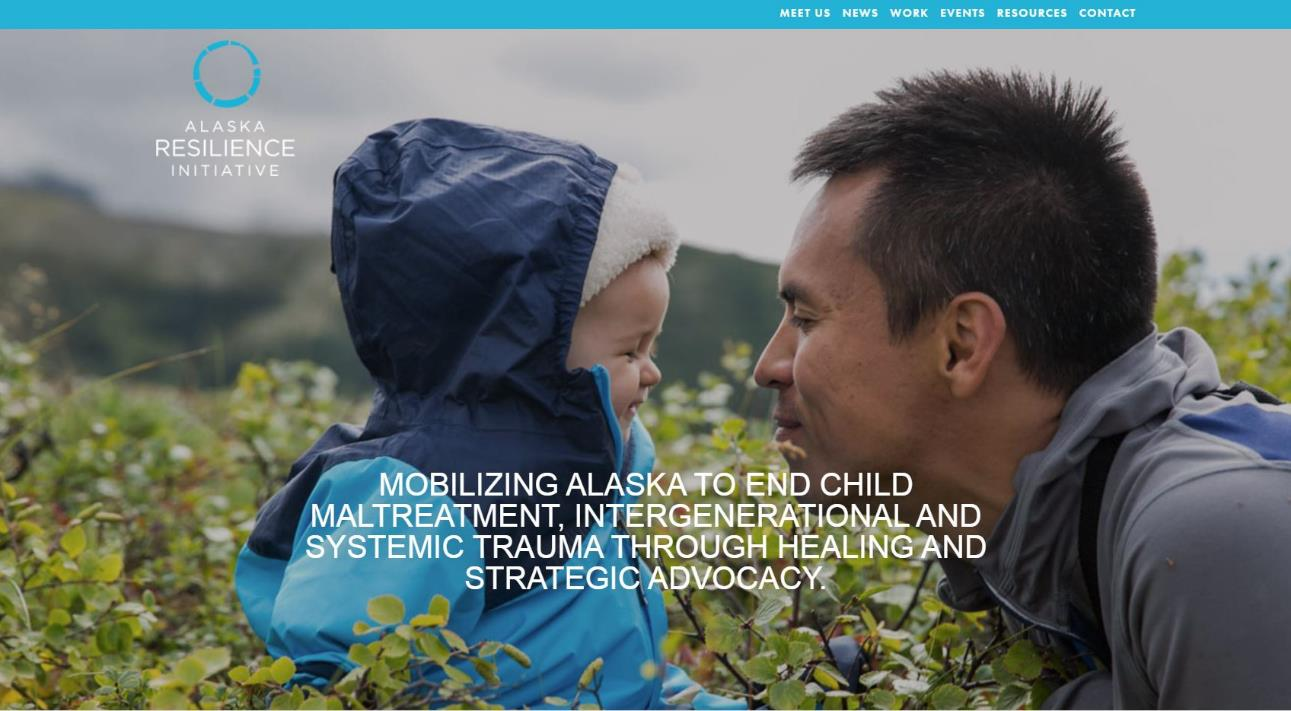 MEET US NEWS WORK EVENTS RESOURCES CONTACT
ALASKA
RESILIENCE
INITIATIVE
MOBILIZING ALASKA TO END CHILD
MALTREATMENT, INTERGENERATIONAL AND
SYSTEMIC TRAUMA THROUGH HEALING AND
STRATEGIC ADVOCACY.